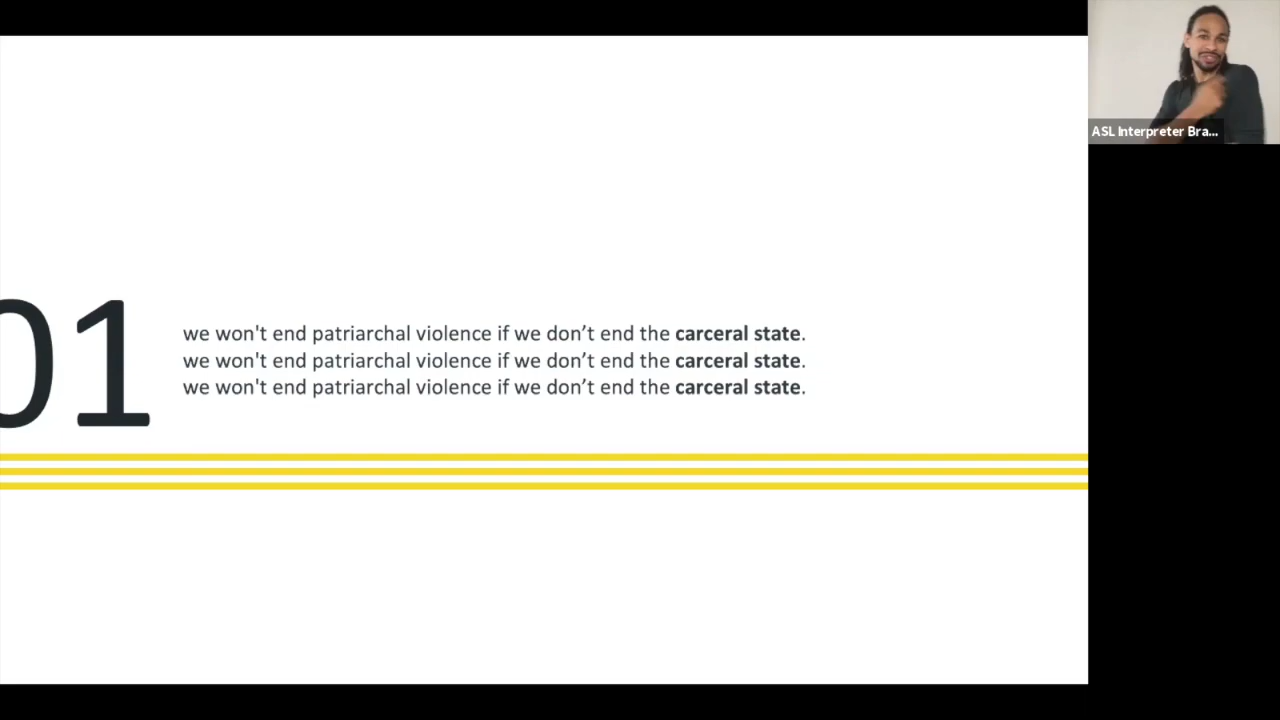 ASL Interpreter Bra...
01
we won't end patriarchal violence if we don’t end the carceral state.
we won't end patriarchal violence if we don’t end the carceral state.
we won't end patriarchal violence if we don’t end the carceral state.